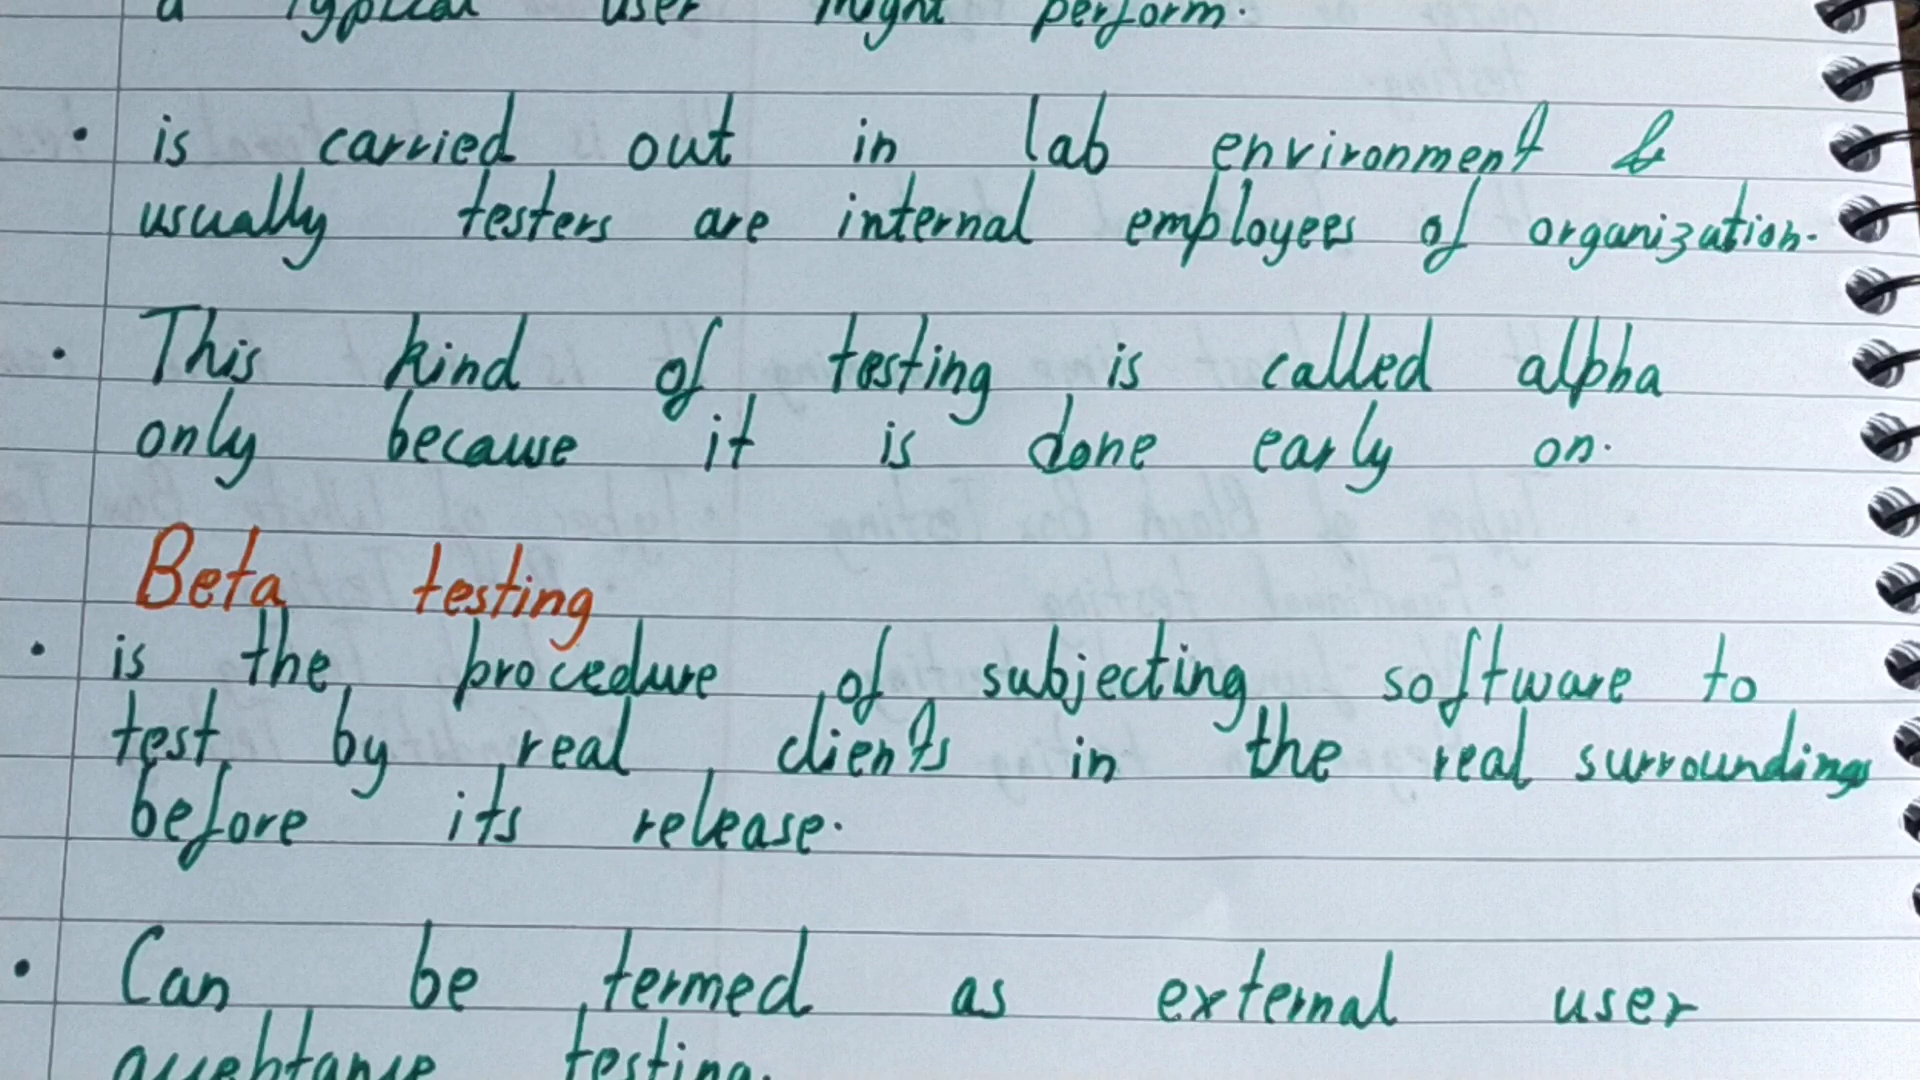 a typical user might perform.
• is carried out in lab environment &
usually testers are internal employees of organization.
• This kind of testing is called alpha
only because it is done early on.
Beta testing
• is the procedure of subjecting software to
test by real clients in the real surroundings
before its release.
• Can be termed as external user
acceptance testing.